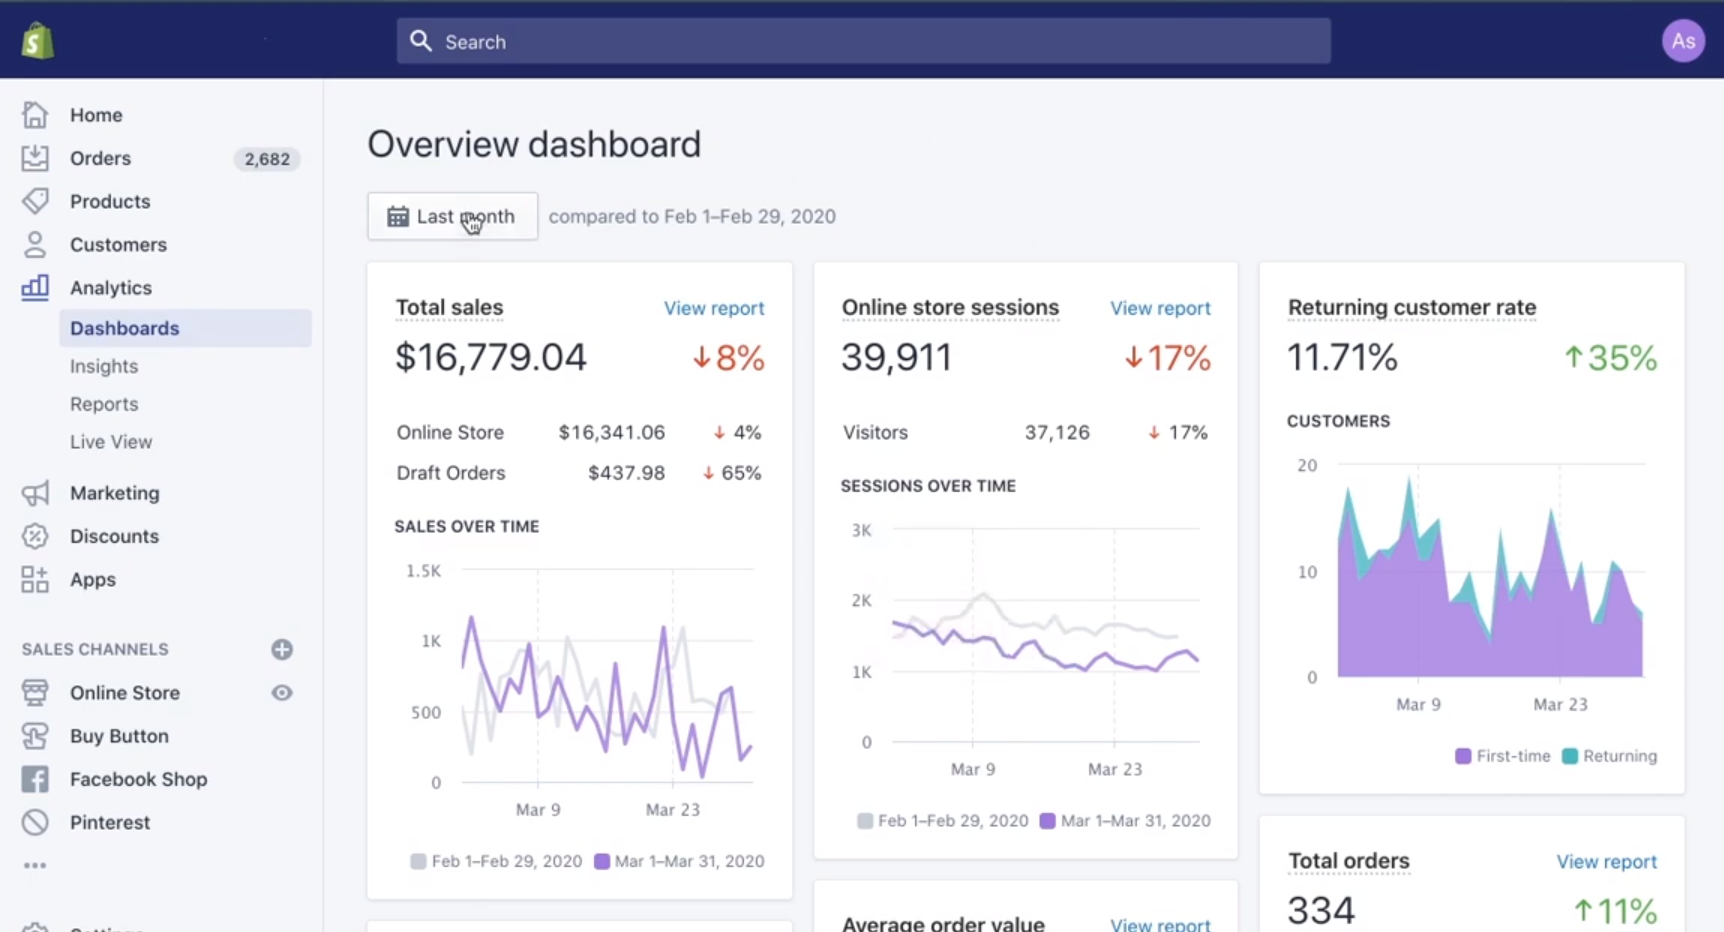 Search
As
Home
Orders 2,682
Products
Customers
Analytics
Dashboards
Insights
Reports
Live View
Marketing
Discounts
Apps
SALES CHANNELS
Online Store
Buy Button
Facebook Shop
Pinterest
Overview dashboard
Last month compared to Feb 1–Feb 29, 2020
Total sales View report
$16,779.04 ↓8%
Online Store $16,341.06 ↓ 4%
Draft Orders $437.98 ↓ 65%
SALES OVER TIME
1.5K
1K
500
0
Mar 9 Mar 23
Feb 1–Feb 29, 2020 Mar 1–Mar 31, 2020
Online store sessions View report
39,911 ↓17%
Visitors 37,126 ↓ 17%
SESSIONS OVER TIME
3K
2K
1K
0
Mar 9 Mar 23
Feb 1–Feb 29, 2020 Mar 1–Mar 31, 2020
Average order value View report
Returning customer rate
11.71% ↑35%
CUSTOMERS
20
10
0
Mar 9 Mar 23
First-time Returning
Total orders View report
334 ↑11%